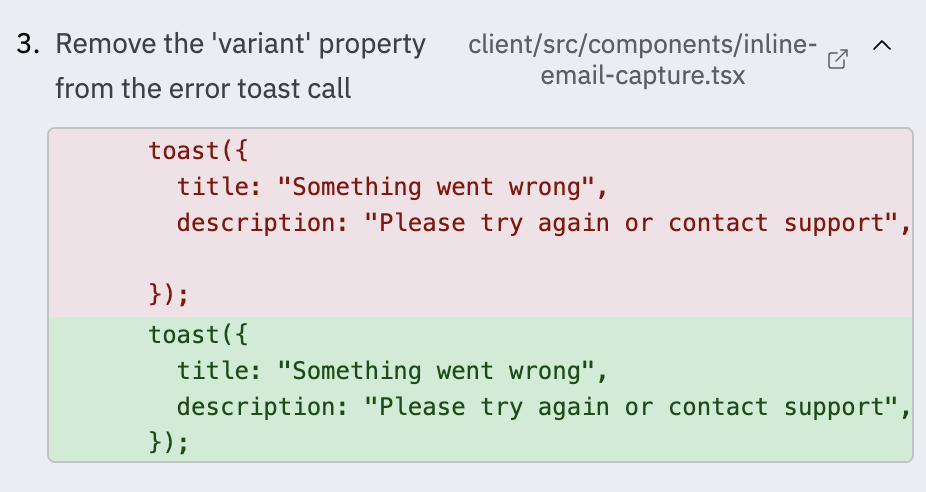 3. Remove the 'variant' property
from the error toast call
client/src/components/inline-
email-capture.tsx
toast({
title: "Something went wrong",
description: "Please try again or contact support",
});
toast({
title: "Something went wrong",
description: "Please try again or contact support",
});